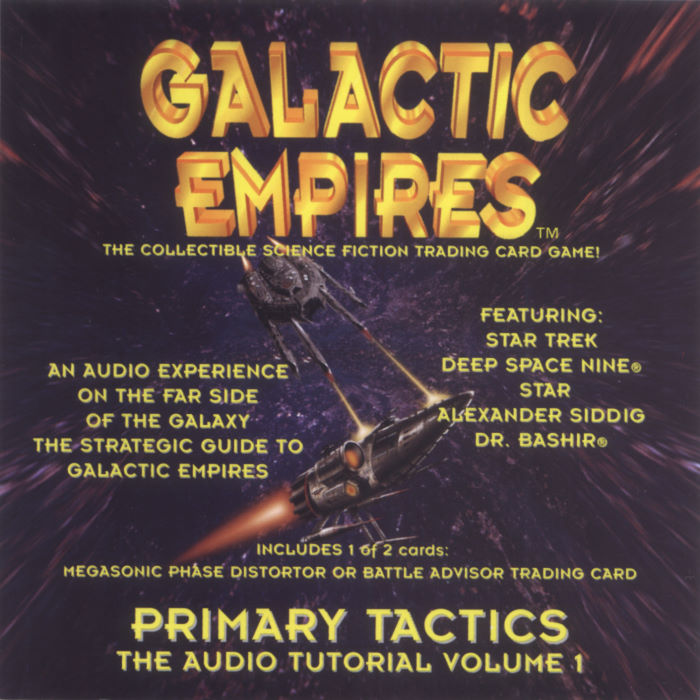 GALACTIC
EMPIRES™
THE COLLECTIBLE SCIENCE FICTION TRADING CARD GAME!
FEATURING:
STAR TREK
DEEP SPACE NINE®
STAR
ALEXANDER SIDDIG
DR. BASHIR®
AN AUDIO EXPERIENCE
ON THE FAR SIDE
OF THE GALAXY
THE STRATEGIC GUIDE TO
GALACTIC EMPIRES
INCLUDES 1 of 2 cards:
MEGASONIC PHASE DISTORTOR OR BATTLE ADVISOR TRADING CARD
PRIMARY TACTICS
THE AUDIO TUTORIAL VOLUME 1